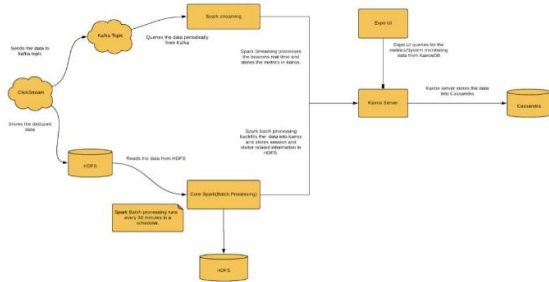 Spark streaming
Expo UI
Kafka Topic
Queries the data periodically
from Kafka
Sends the data to
kafka topic
Spark Streaming processes
the beacons real time and
stores the metrics in kairos
Expo UI queries for the
metrics/System monitoring
data from KairosDB
ClickStream
Kairos Server
Kairos server stores the data
into Cassandra
Cassandra
Stores the deduped
data
Spark batch processing
backfills the data into kairos
and stores session and
visitor related information in
HDFS
HDFS
Reads the data from HDFS
Core Spark(Batch Processing)
Spark Batch processing runs
every 30 minutes in a
scheduler.
HDFS